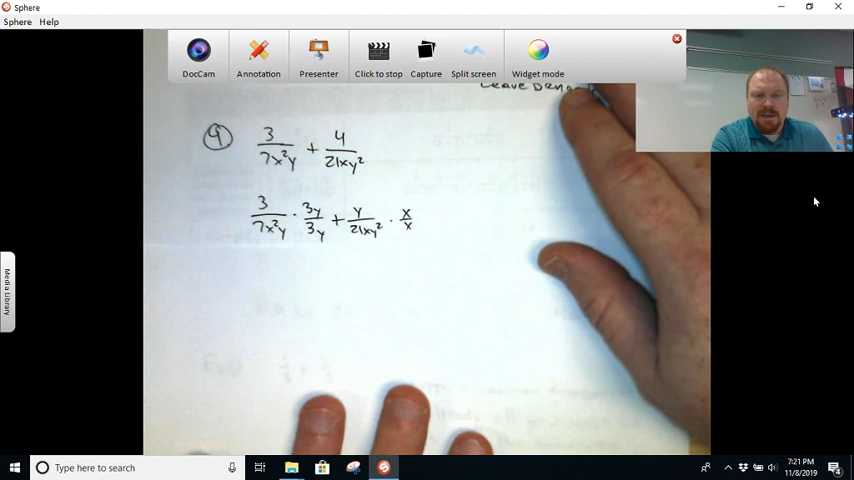 Sphere
Sphere Help
DocCam Annotation Presenter Click to stop Capture Split screen Widget mode
Leave
9 3/7x²y + 4/21xy²
3/7x²y · 3y/3y + y/21xy² · x/x
Media Library
Type here to search
7:21 PM
11/8/2019
4